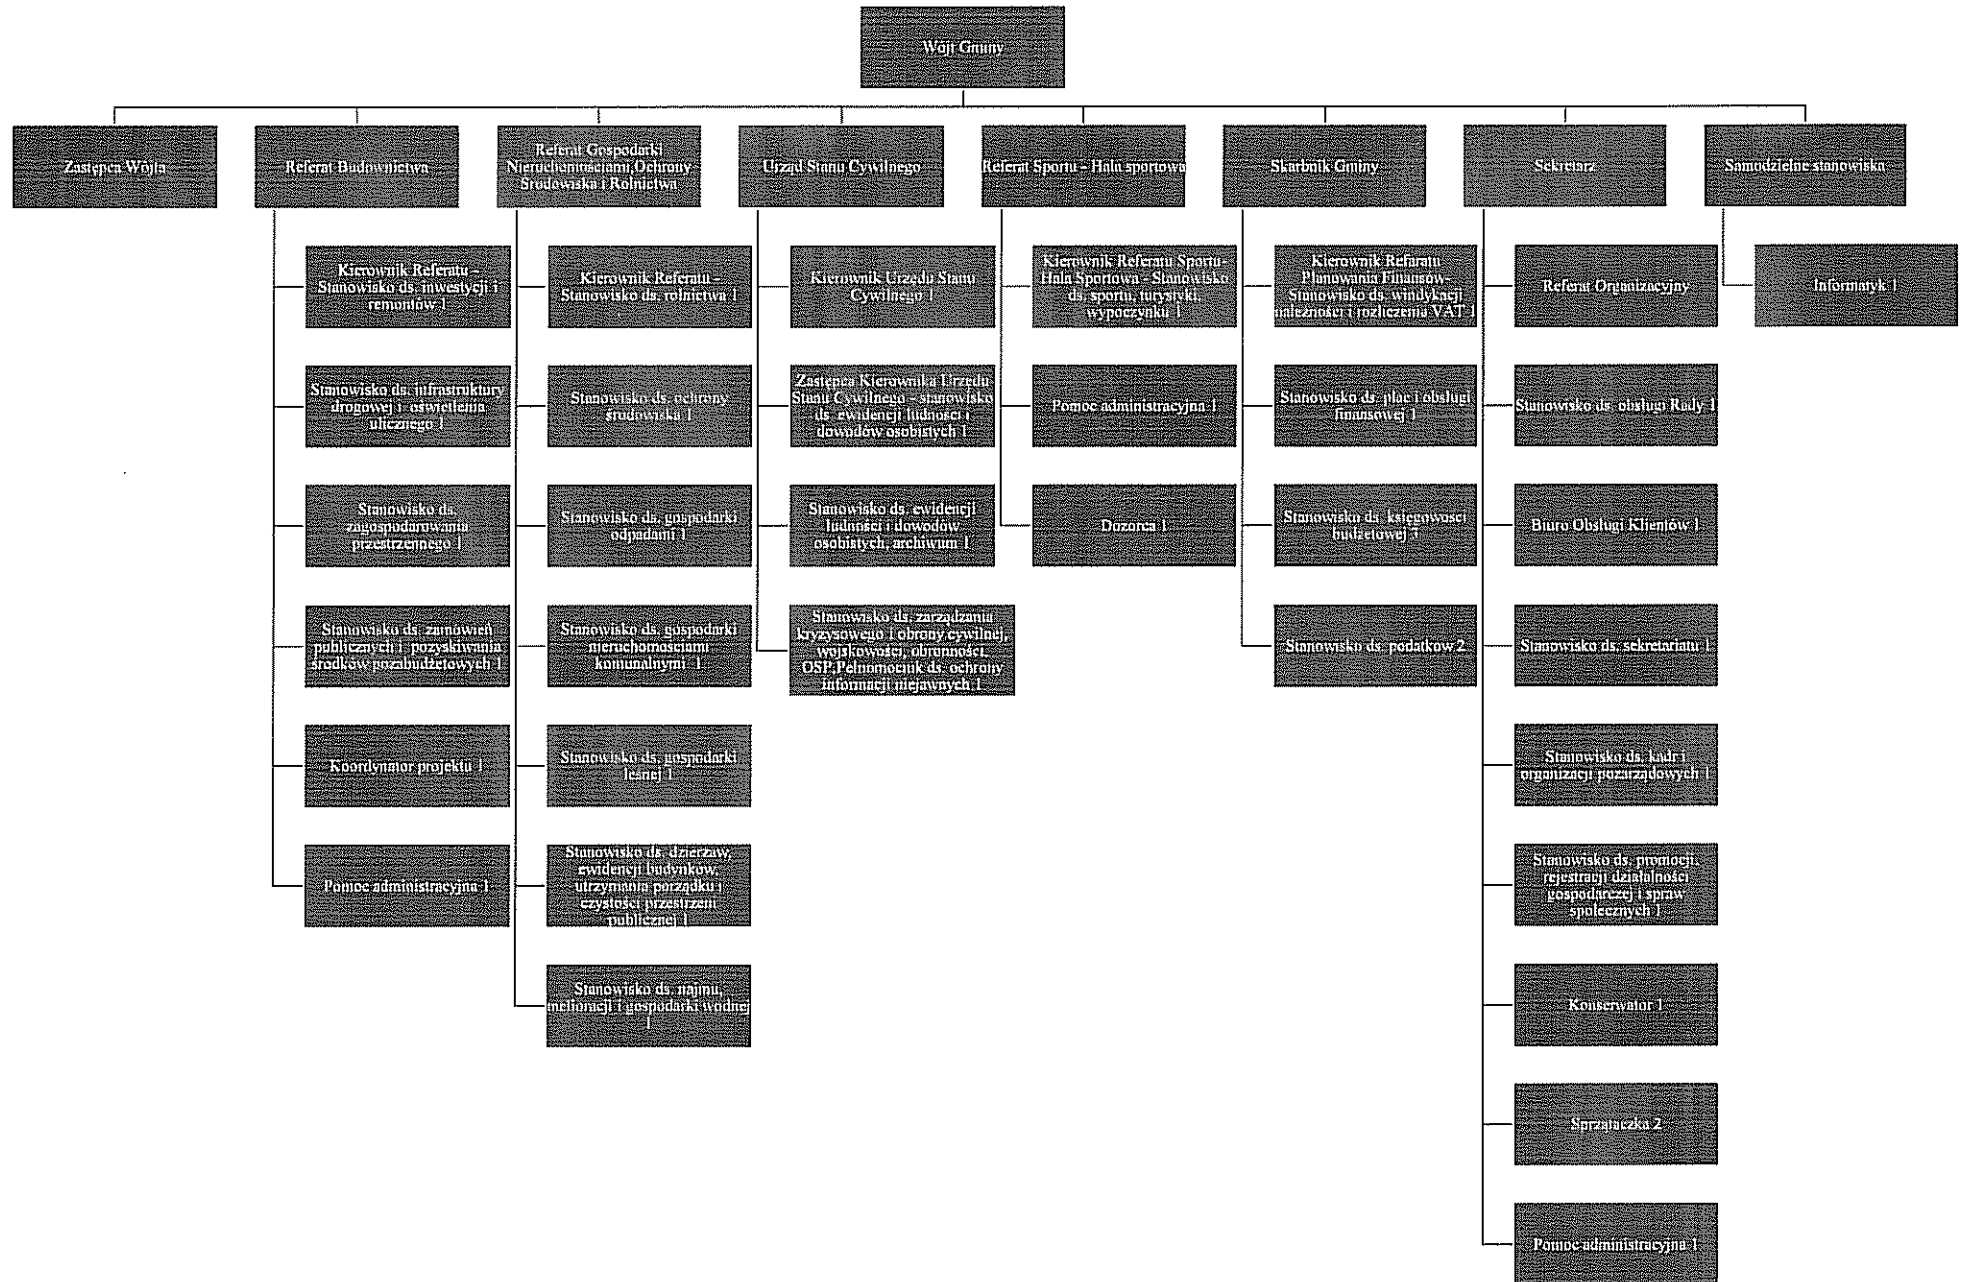 Wójt Gminy
Zastępca Wójta
Referat Budownictwa
Referat Gospodarki
Nieruchomościami,Ochrony
Środowiska i Rolnictwa
Urząd Stanu Cywilnego
Referat Sportu - Hala sportowa
Skarbnik Gminy
Sekretarz
Samodzielne stanowiska
Kierownik Referatu –
Stanowisko ds. inwestycji i
remontów 1
Stanowisko ds. infrastruktury
drogowej i oświetlenia
ulicznego 1
Stanowisko ds.
zagospodarowania
przestrzennego 1
Stanowisko ds. zamówień
publicznych i pozyskiwania
środków pozabudżetowych 1
Koordynator projektu 1
Pomoc administracyjna 1
Kierownik Referatu –
Stanowisko ds. rolnictwa 1
Stanowisko ds. ochrony
środowiska 1
Stanowisko ds. gospodarki
odpadami 1
Stanowisko ds. gospodarki
nieruchomościami
komunalnymi 1
Stanowisko ds. gospodarki
leśnej 1
Stanowisko ds. dzierżaw,
ewidencji budynków,
utrzymania porządku i
czystości przestrzeni
publicznej 1
Stanowisko ds. najmu,
melioracji i gospodarki wodnej
1
Kierownik Urzędu Stanu
Cywilnego 1
Zastępca Kierownika Urzędu
Stanu Cywilnego - stanowisko
ds. ewidencji ludności i
dowodów osobistych 1
Stanowisko ds. ewidencji
ludności i dowodów
osobistych, archiwum 1
Stanowisko ds. zarządzania
kryzysowego i obrony cywilnej,
wojskowości, obronności,
OSP.Pełnomocnik ds. ochrony
informacji niejawnych 1
Kierownik Referatu Sportu-
Hala Sportowa - Stanowisko
ds. sportu, turystyki,
wypoczynku 1
Pomoc administracyjna 1
Dozorca 1
Kierownik Referatu
Planowania Finansów-
Stanowisko ds. windykacji
należności i rozliczenia VAT 1
Stanowisko ds. płac i obsługi
finansowej 1
Stanowisko ds. księgowości
budżetowej 3
Stanowisko ds. podatków 2
Referat Organizacyjny
Stanowisko ds. obsługi Rady 1
Biuro Obsługi Klientów 1
Stanowisko ds. sekretariatu 1
Stanowisko ds. kadr i
organizacji pozarządowych 1
Stanowisko ds. promocji,
rejestracji działalności
gospodarczej i spraw
społecznych 1
Konserwator 1
Sprzątaczka 2
Pomoc administracyjna 1
Informatyk 1